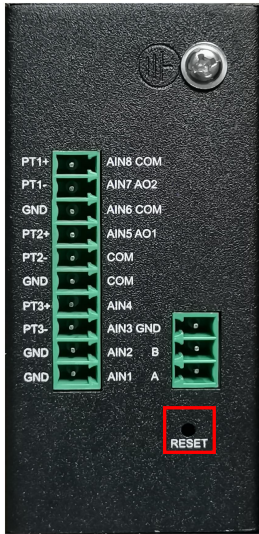 PT1+ AIN8 COM
PT1- AIN7 AO2
GND AIN6 COM
PT2+ AIN5 AO1
PT2- COM
GND COM
PT3+ AIN4
PT3- AIN3 GND
GND AIN2 B
GND AIN1 A
RESET